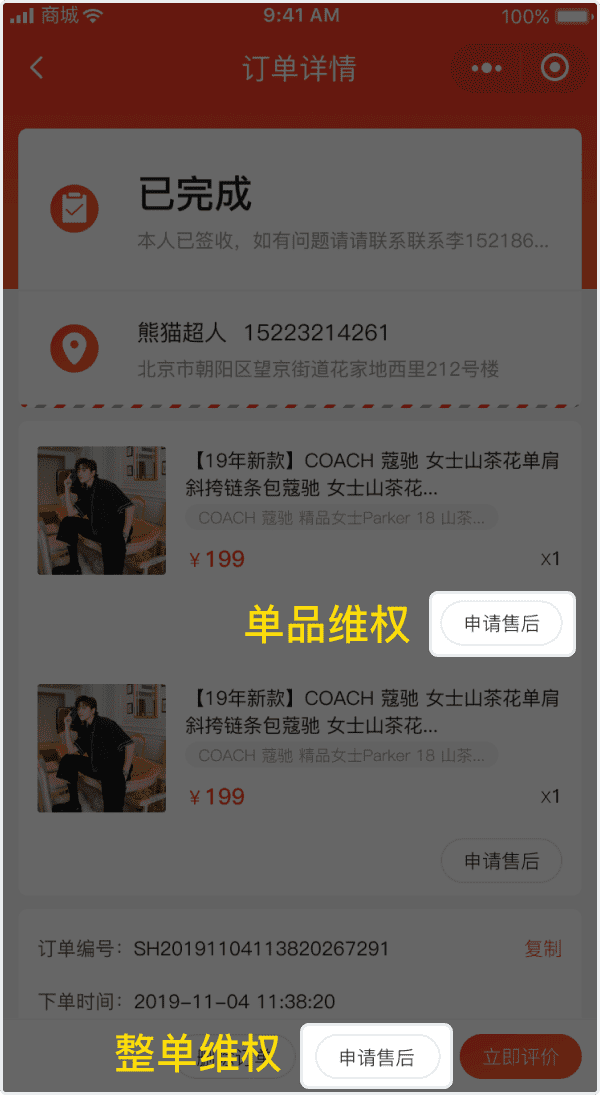 商城 9:41 AM 100%
订单详情
已完成
本人已签收，如有问题请请联系联系李152186...
熊猫超人 15223214261
北京市朝阳区望京街道花家地西里212号楼
【19年新款】COACH 蔻驰 女士山茶花单肩
斜挎链条包蔻驰 女士山茶花...
COACH 蔻驰 精品女士Parker 18 山茶...
￥199 X1
单品维权 申请售后
【19年新款】COACH 蔻驰 女士山茶花单肩
斜挎链条包蔻驰 女士山茶花...
COACH 蔻驰 精品女士Parker 18 山茶...
￥199 X1
申请售后
订单编号：SH20191104113820267291 复制
下单时间：2019-11-04 11:38:20
整单维权 申请售后 立即评价